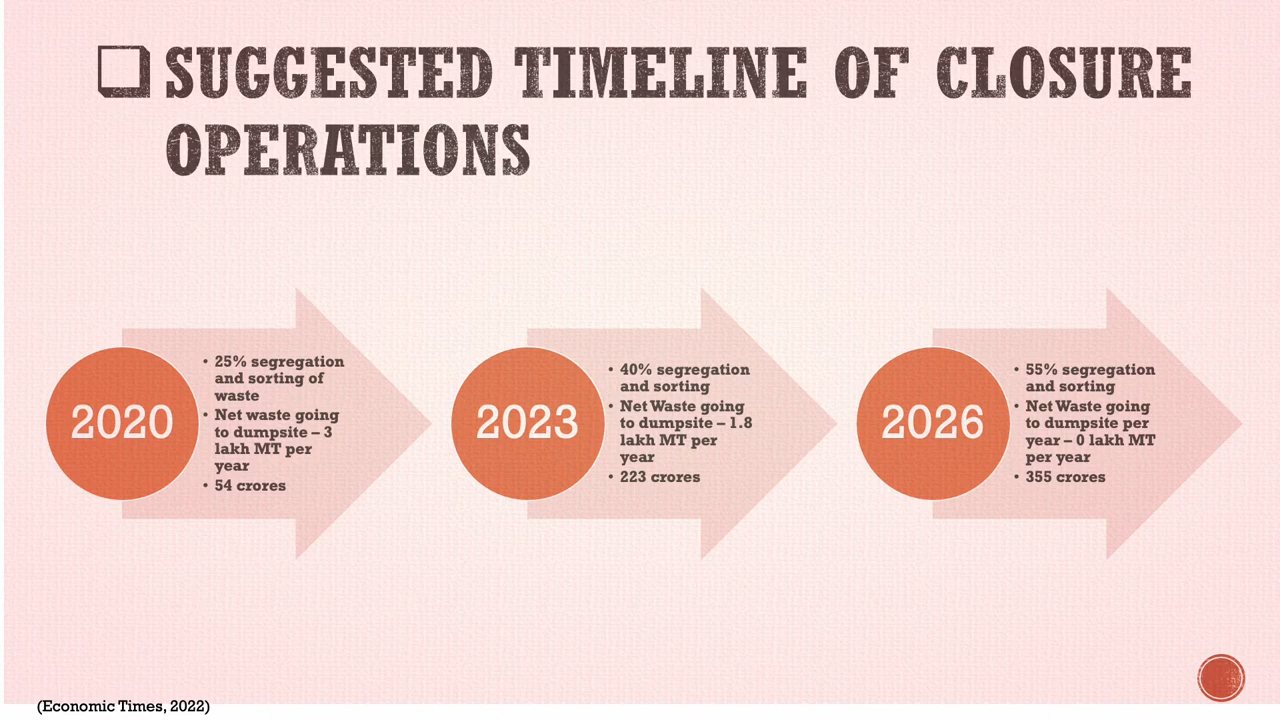 ❑ SUGGESTED TIMELINE OF CLOSURE
OPERATIONS
2020
• 25% segregation
and sorting of
waste
• Net waste going
to dumpsite – 3
lakh MT per
year
• 54 crores
2023
• 40% segregation
and sorting
• Net Waste going
to dumpsite – 1.8
lakh MT per
year
• 223 crores
2026
• 55% segregation
and sorting
• Net Waste going
to dumpsite per
year – 0 lakh MT
per year
• 355 crores
(Economic Times, 2022)